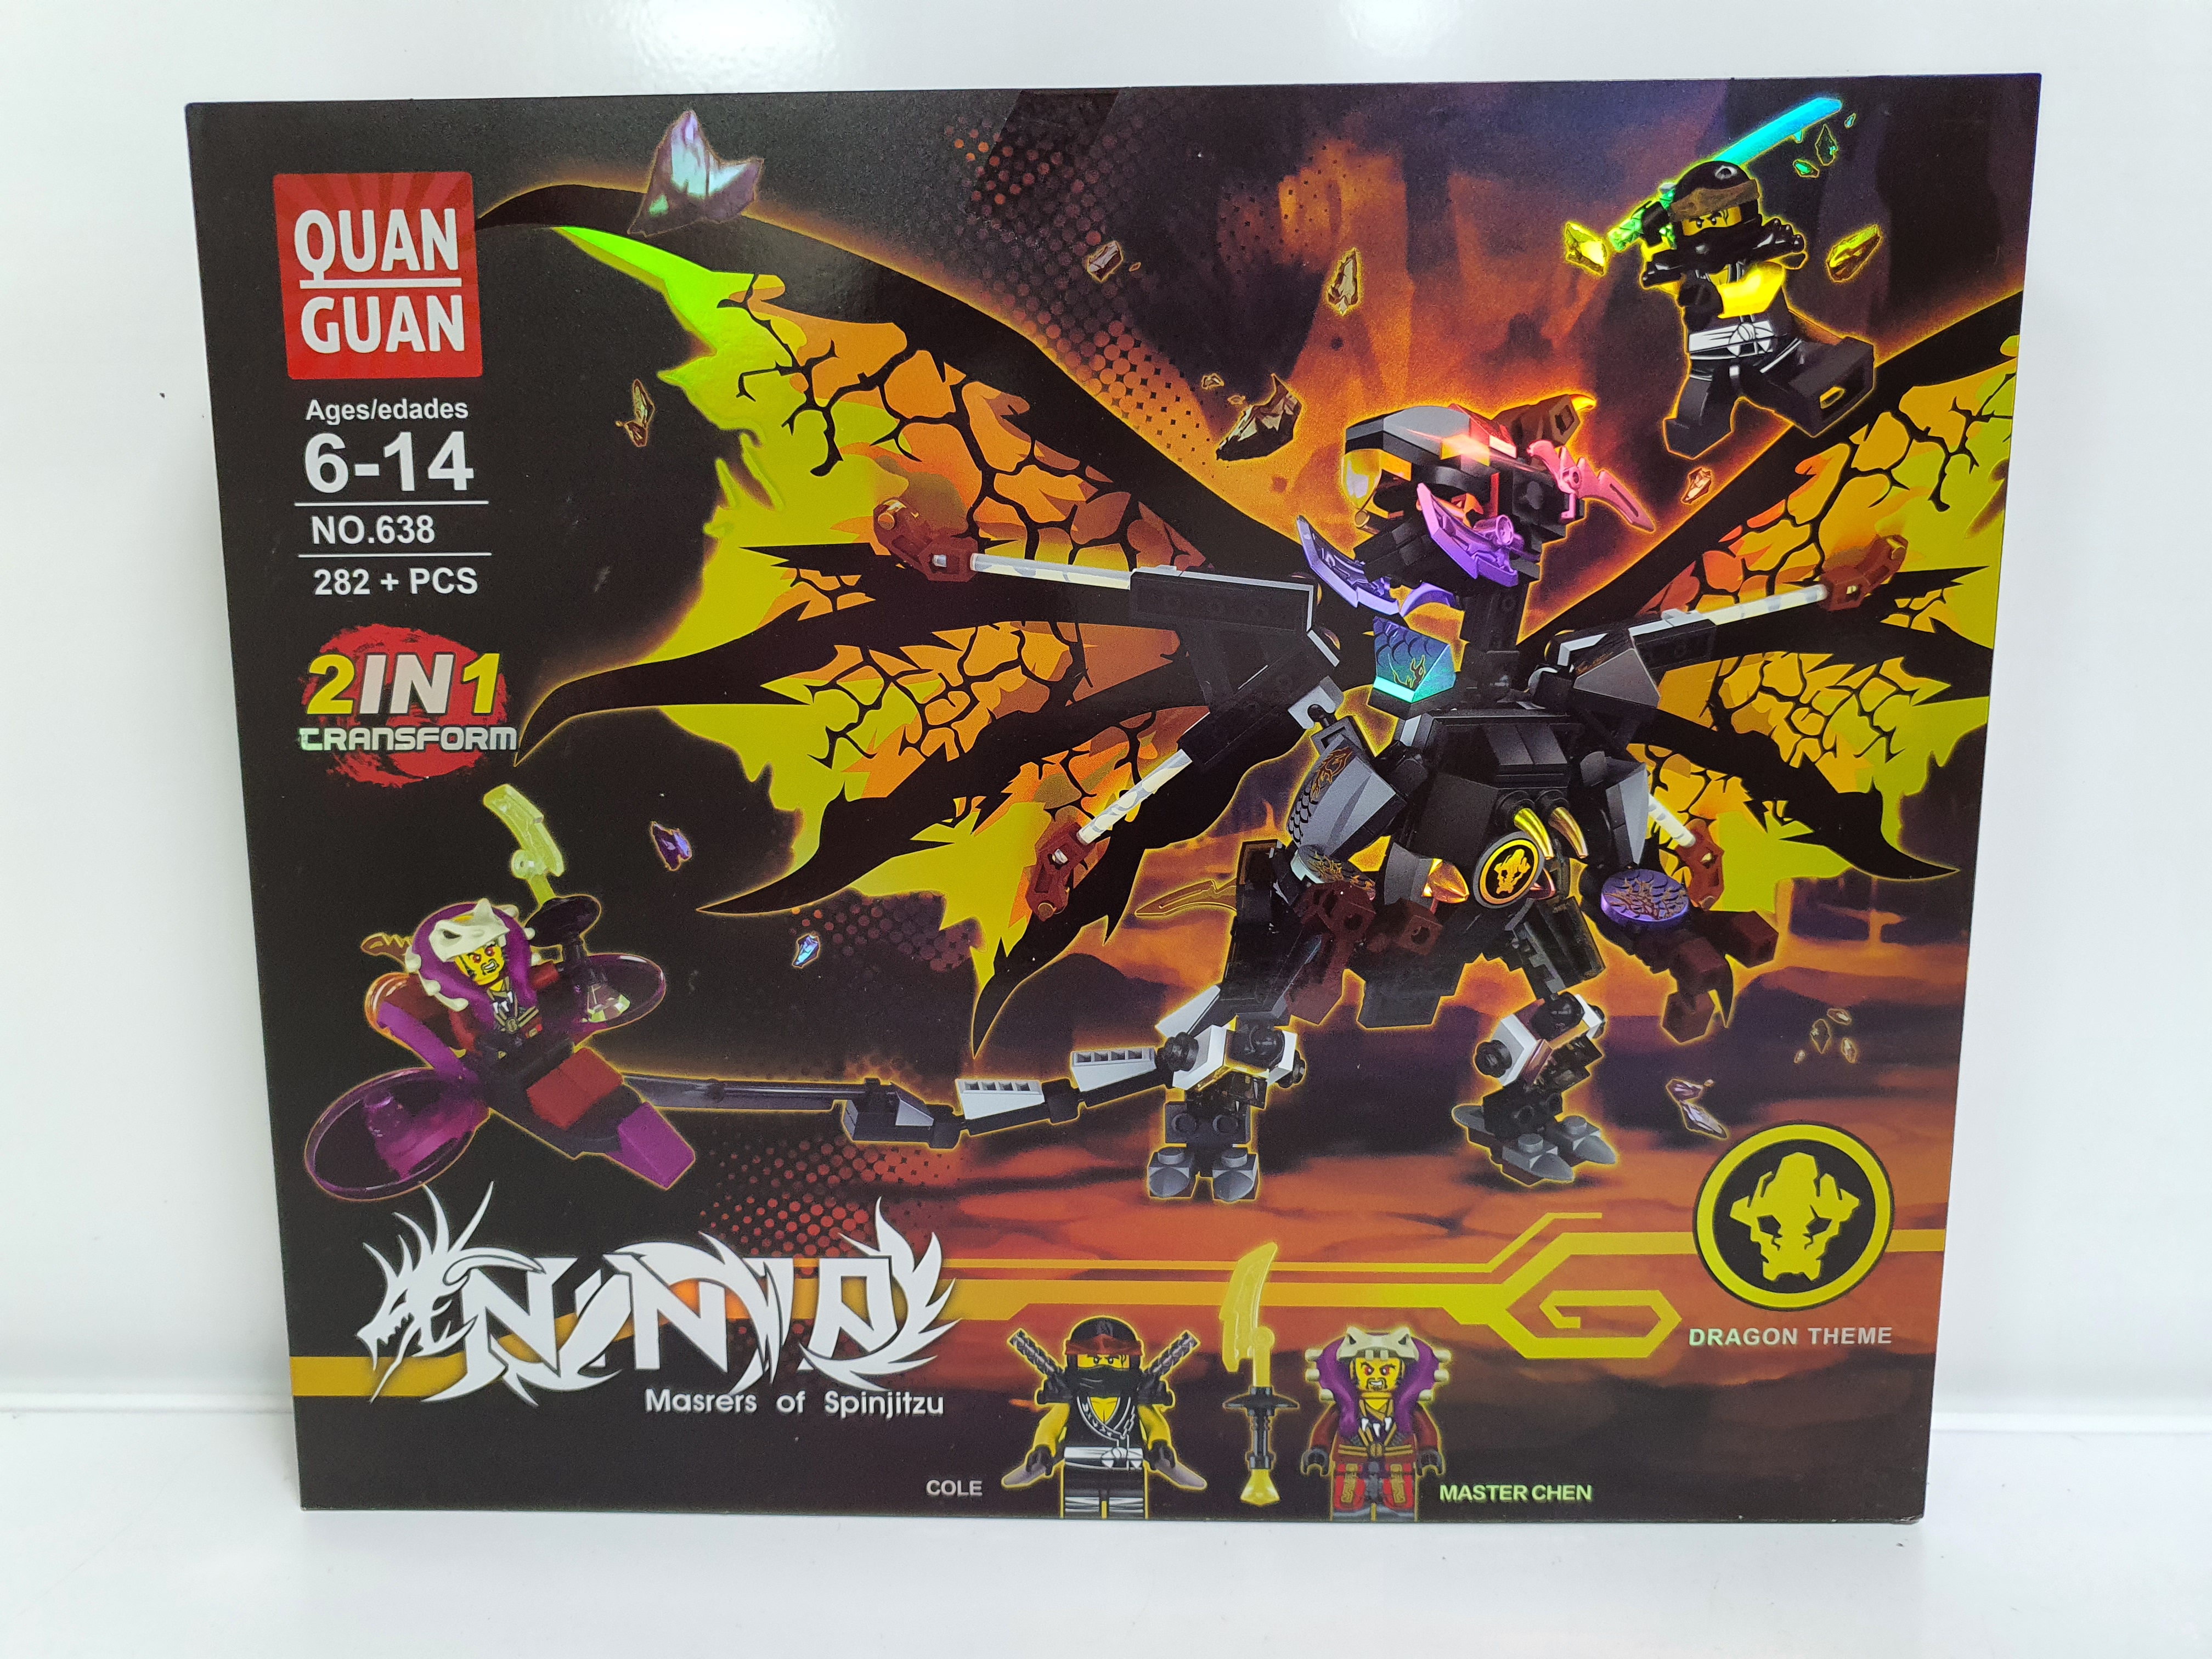 QUAN
GUAN
Ages/edades
6-14
NO.638
282 + PCS
2IN1
TRANSFORM
NINJA
Masrers of Spinjitzu
DRAGON THEME
COLE
MASTER CHEN